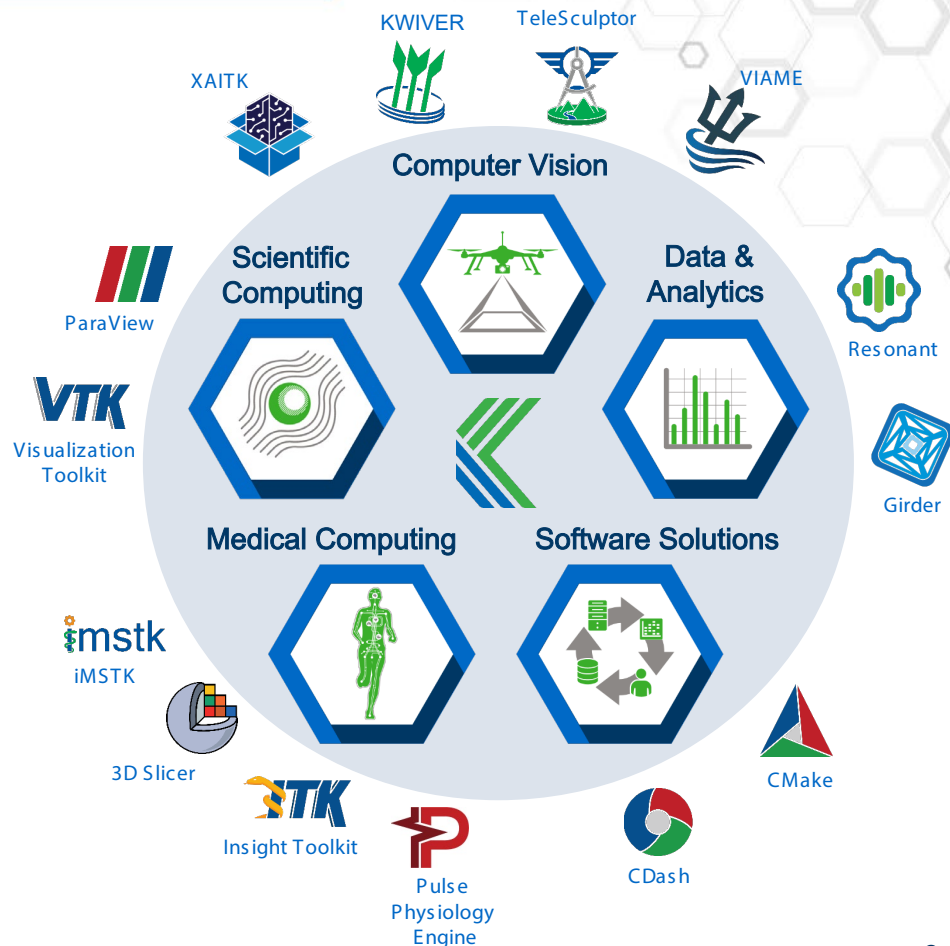 KWIVER
TeleSculptor
XAITK
VIAME
Computer Vision
Scientific
Computing
Data &
Analytics
ParaView
Resonant
VTK
Visualization
Toolkit
Girder
Medical Computing
Software Solutions
imstk
iMSTK
3D Slicer
CMake
ITK
Insight Toolkit
P
CDash
Pulse
Physiology
Engine